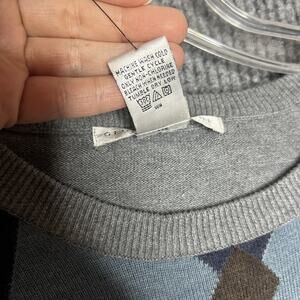 MACHINE WASH COLD
GENTLE CYCLE
ONLY NON-CHLORINE
BLEACH WHEN NEEDED
TUMBLE DRY LOW